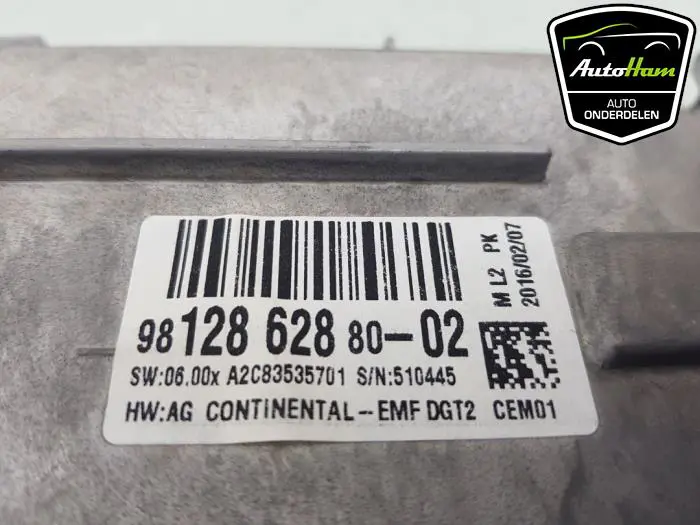 AutoHam
AUTO
ONDERDELEN
M L2 PK
2016/02/07
98 128 628 80-02
SW:06.00x A2C83535701 S/N:510445
HW:AG CONTINENTAL-EMF DGT2 CEM01